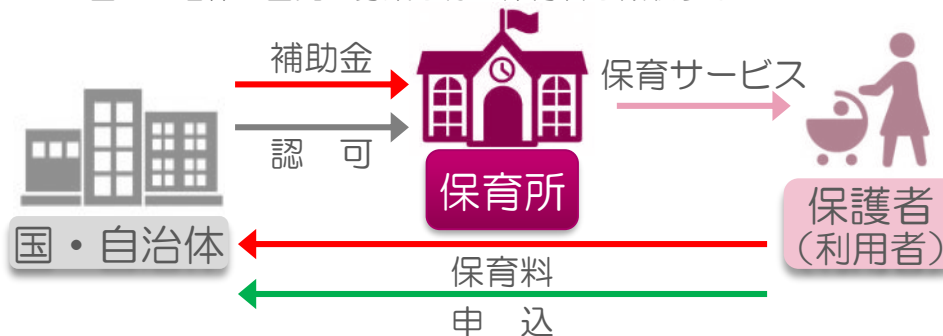 補助金
認 可
保育所
保育サービス
国・自治体
保護者
(利用者)
保育料
申 込